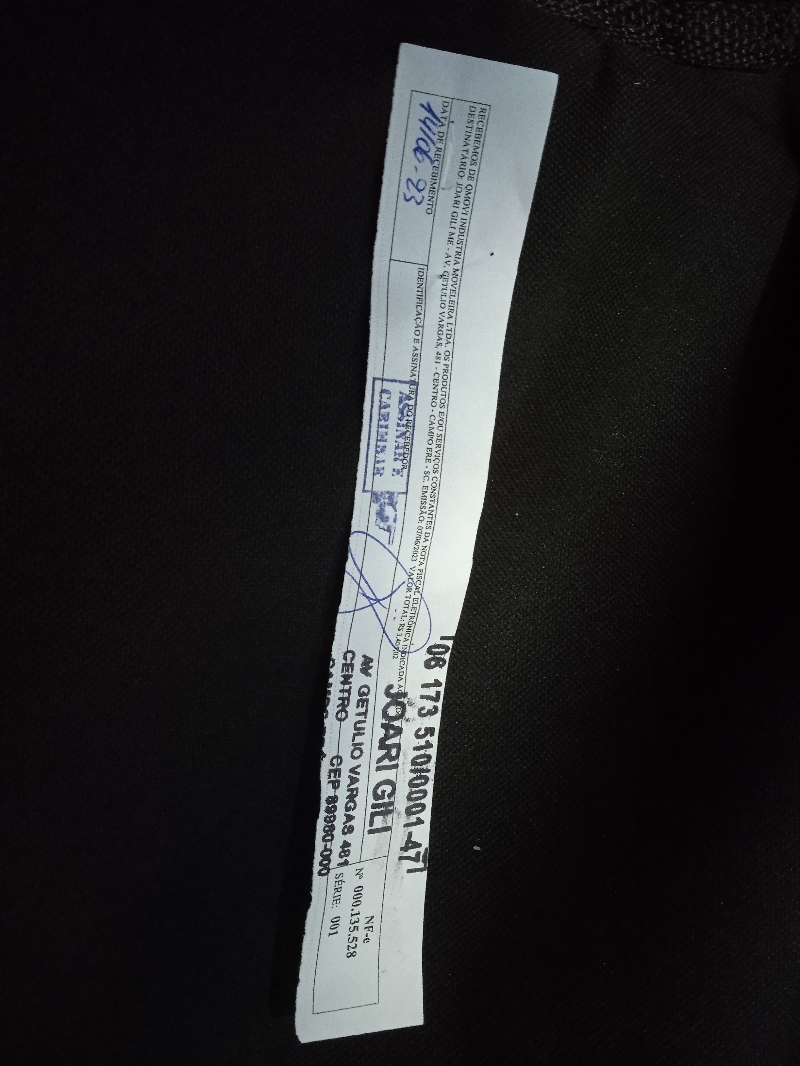 RECEBEMOS DE QMOVI INDUSTRIA MOVELEIRA LTDA. OS PRODUTOS E/OU SERVIÇOS CONSTANTES DA NOTA FISCAL ELETRÔNICA INDICADA
DESTINATÁRIO: JOARI GILI ME - AV. GETULIO VARGAS, 481 - CENTRO - CAMPO ERE - SC. EMISSÃO: 07/06/2023 VALOR TOTAL: R$
DATA DE RECEBIMENTO
14/06-23
IDENTIFICAÇÃO E ASSINATURA DO RECEBEDOR
ASSINAR E
CARIMBAR
06 173 510/0001-47
JOARI GILI
AV GETULIO VARGAS 481
CENTRO CEP 89980-000
NF-e
Nº 000.135.528
SÉRIE: 001